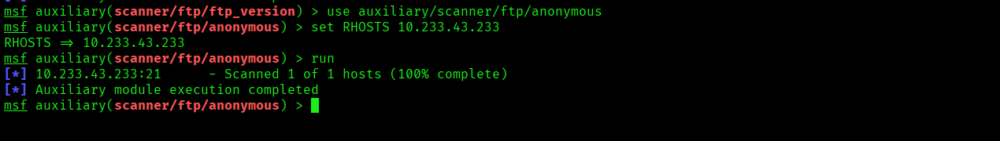 msf auxiliary(scanner/ftp/ftp_version) > use auxiliary/scanner/ftp/anonymous
msf auxiliary(scanner/ftp/anonymous) > set RHOSTS 10.233.43.233
RHOSTS => 10.233.43.233
msf auxiliary(scanner/ftp/anonymous) > run
[*] 10.233.43.233:21      - Scanned 1 of 1 hosts (100% complete)
[*] Auxiliary module execution completed
msf auxiliary(scanner/ftp/anonymous) >